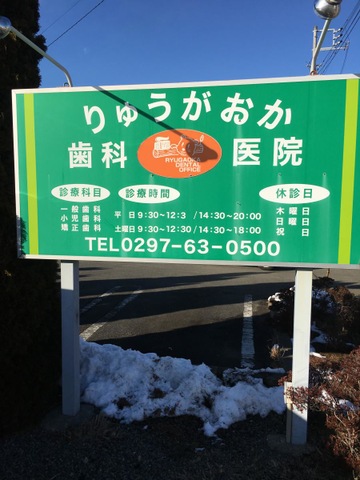 りゅうがおか
歯科 医院
RYUGAOKA
DENTAL
OFFICE
診療科目 診療時間 休診日
一般歯科 平 日 9:30~12:3 /14:30~20:00 木曜日
小児歯科 日曜日
矯正歯科 土曜日 9:30~12:30/14:30~18:00 祝 日
TEL0297-63-0500